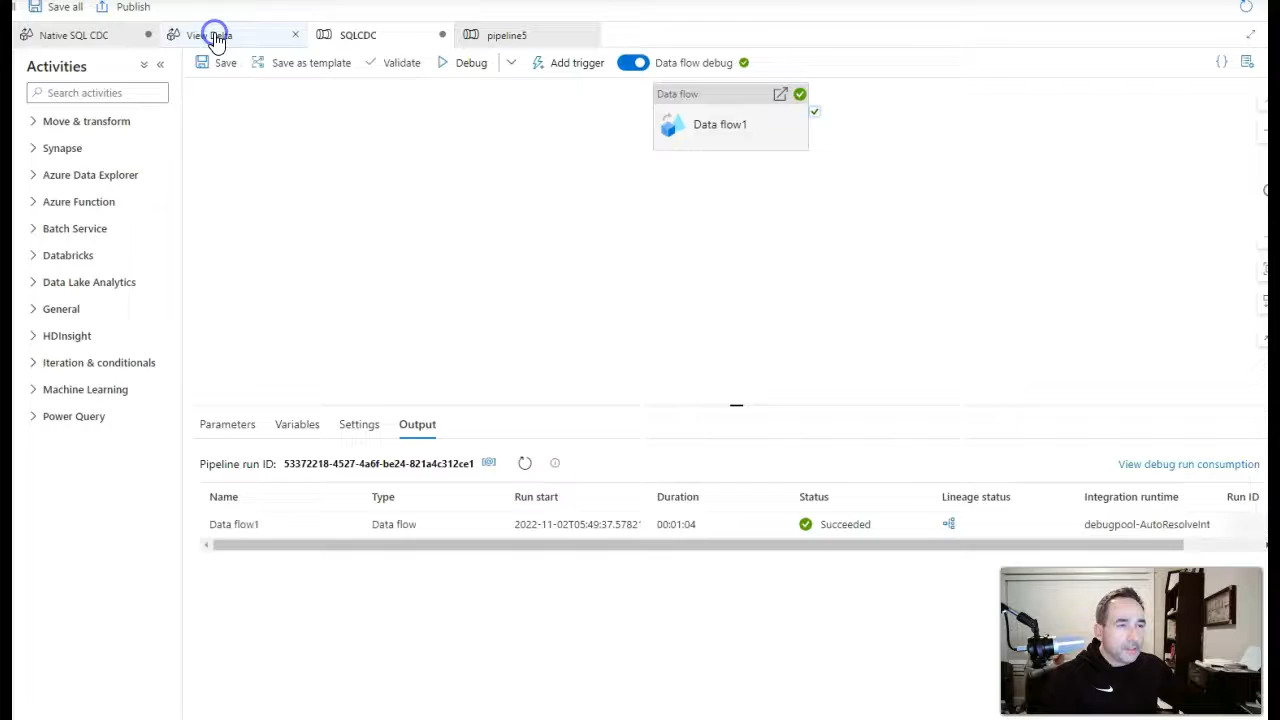 Save all Publish
Native SQL CDC View SQLCDC pipeline5
Activities
Save Save as template Validate Debug Add trigger Data flow debug
Search activities
Data flow
Data flow1
Move & transform
Synapse
Azure Data Explorer
Azure Function
Batch Service
Databricks
Data Lake Analytics
General
HDInsight
Iteration & conditionals
Machine Learning
Power Query
Parameters Variables Settings Output
Pipeline run ID: 53372218-4527-4a6f-be24-821a4c312ce1 View debug run consumption
Name Type Run start Duration Status Lineage status Integration runtime Run ID
Data flow1 Data flow 2022-11-02T05:49:37.5782 00:01:04 Succeeded debugpool-AutoResolveInt